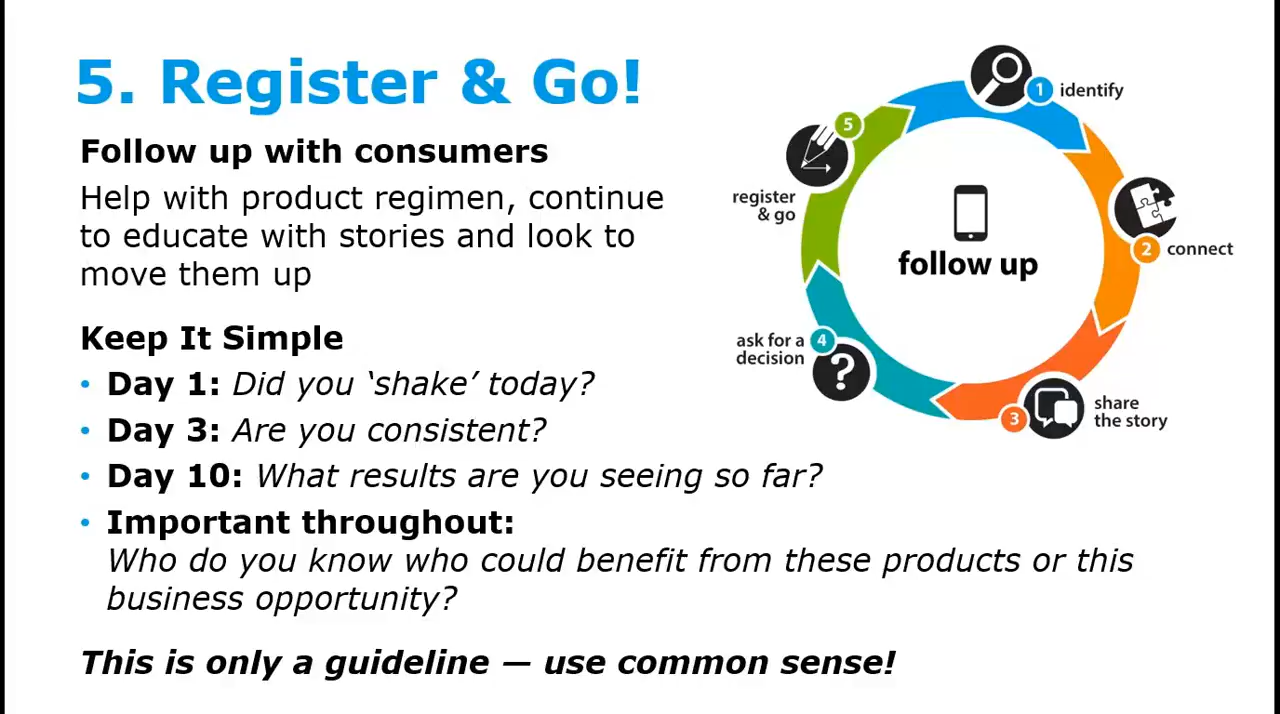 5. Register & Go!
Follow up with consumers
Help with product regimen, continue
to educate with stories and look to
move them up
Keep It Simple
• Day 1: Did you ‘shake’ today?
• Day 3: Are you consistent?
• Day 10: What results are you seeing so far?
• Important throughout:
Who do you know who could benefit from these products or this
business opportunity?
This is only a guideline — use common sense!
1 identify
2 connect
3 share
the story
4 ask for a
decision
5 register
& go
follow up